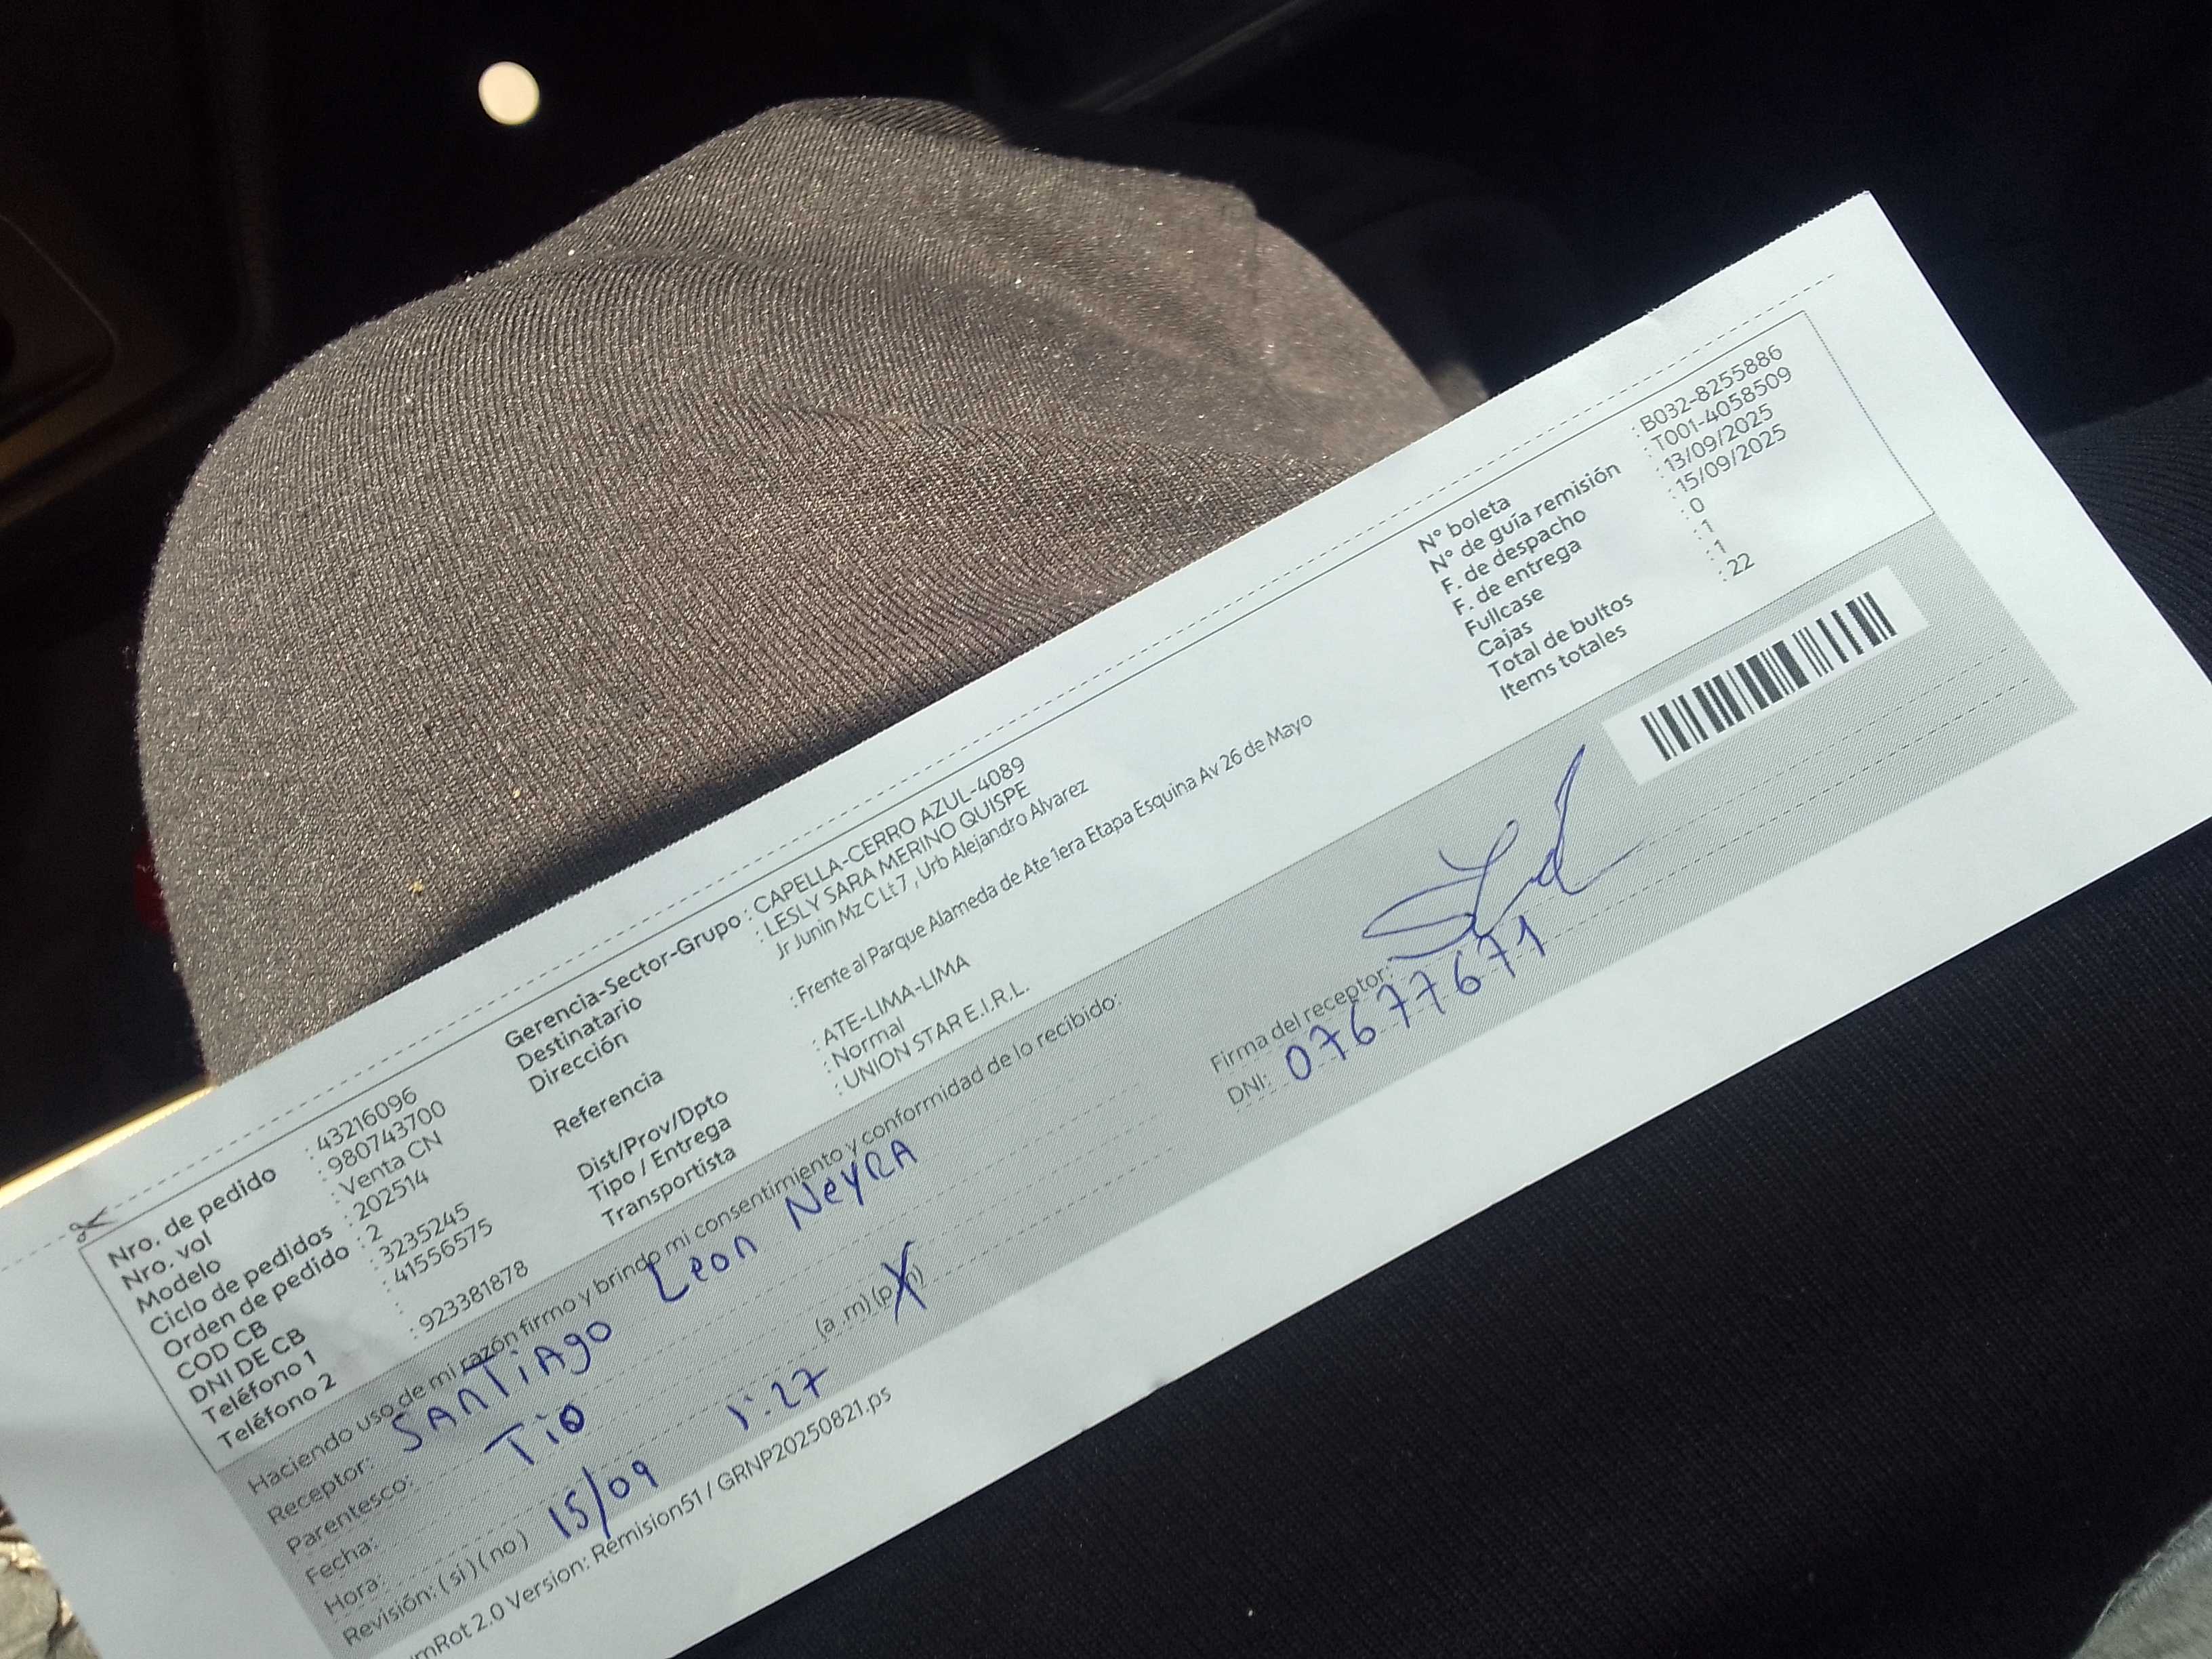 Nro. de pedido : 43216096
Nro. vol : 980743700
Modelo : Venta CN
Ciclo de pedidos : 202514
Orden de pedido : 2
COD CB : 3235245
DNI DE CB : 41556575
Teléfono 1 :
Teléfono 2 : 923381878
Gerencia-Sector-Grupo : CAPELLA-CERRO AZUL-4089
Destinatario : LESLY SARA MERINO QUISPE
Dirección Jr Junin Mz C Lt 7 , Urb Alejandro Alvarez
Referencia : Frente al Parque Alameda de Ate 1era Etapa Esquina Av 26 de Mayo
Dist/Prov/Dpto : ATE-LIMA-LIMA
Tipo / Entrega : Normal
Transportista : UNION STAR E.I.R.L.
N° boleta : B032-8255886
N° de guía remisión : T001-4058509
F. de despacho : 13/09/2025
F. de entrega : 15/09/2025
Fullcase : 0
Cajas : 1
Total de bultos : 1
Items totales : 22
Haciendo uso de mi razón firmo y brindo mi consentimiento y conformidad de lo recibido:
Receptor: SANTIAGO Leon NEYRA
Parentesco: TIO
Fecha: 15/09
Hora: 1:27 (a .m) (p.m)
Revisión: ( si ) ( no )
Firma del receptor:
DNI: 07677671
mRot 2.0 Version: Remision51 / GRNP20250821.ps